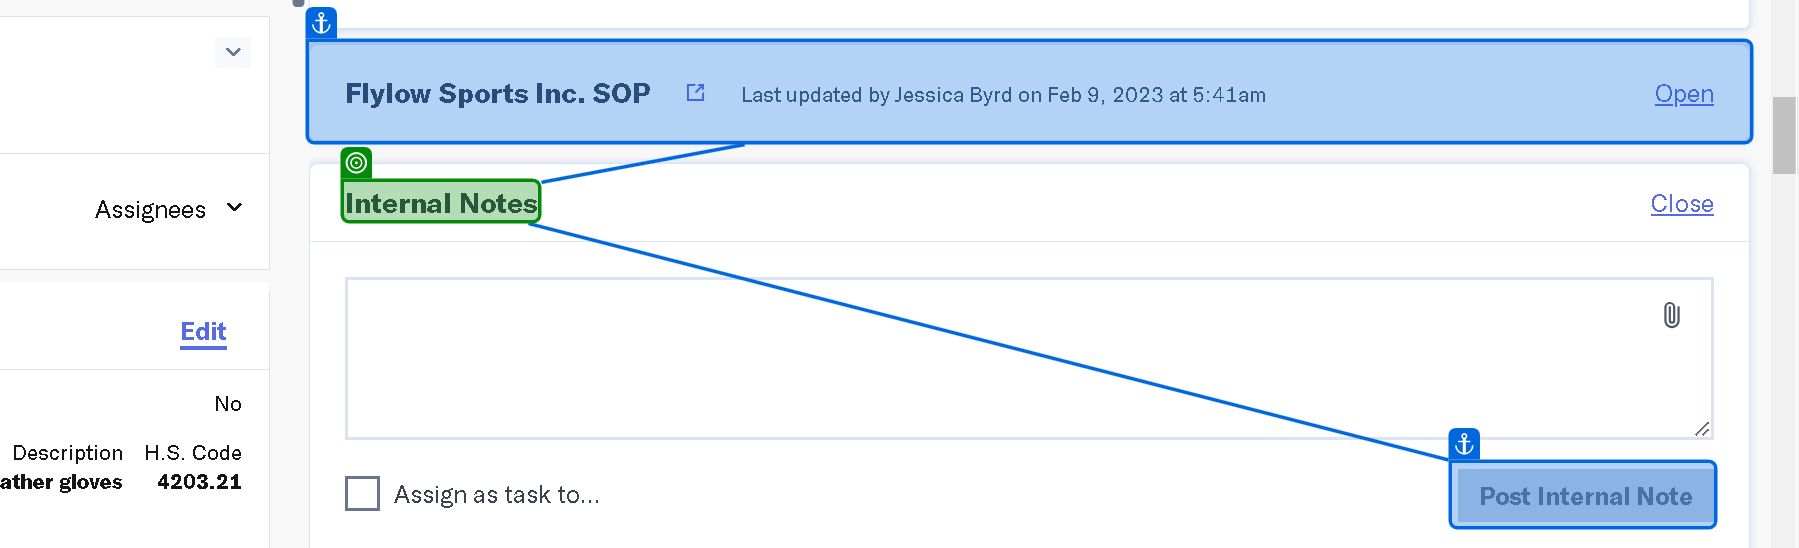 Flylow Sports Inc. SOP Last updated by Jessica Byrd on Feb 9, 2023 at 5:41am Open
Internal Notes Close
Assignees
Edit
No
Description H.S. Code
ather gloves 4203.21
Assign as task to...
Post Internal Note